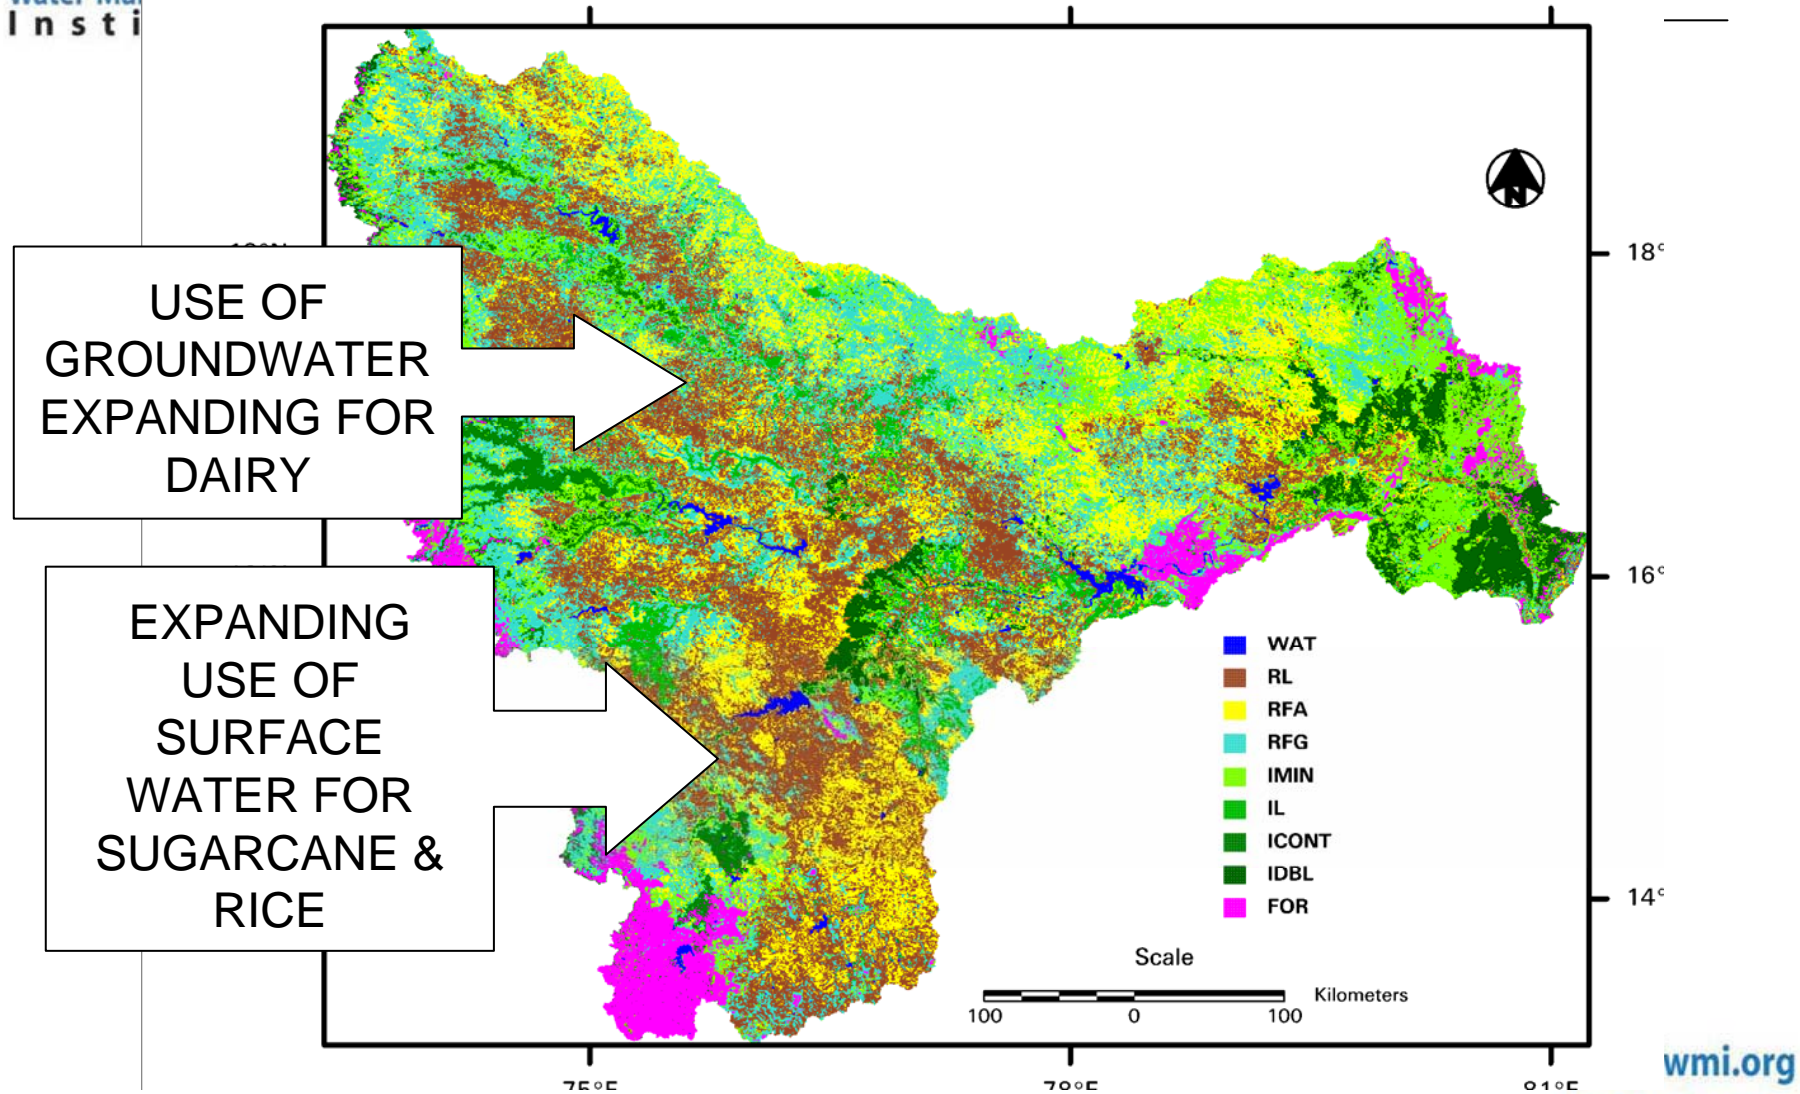 Insti
USE OF
GROUNDWATER
EXPANDING FOR
DAIRY
EXPANDING
USE OF
SURFACE
WATER FOR
SUGARCANE &
RICE
N
18°
16°
14°
WAT
RL
RFA
RFG
IMIN
IL
ICONT
IDBL
FOR
Scale
Kilometers
100 0 100
75°E 78°E 81°E
wmi.org